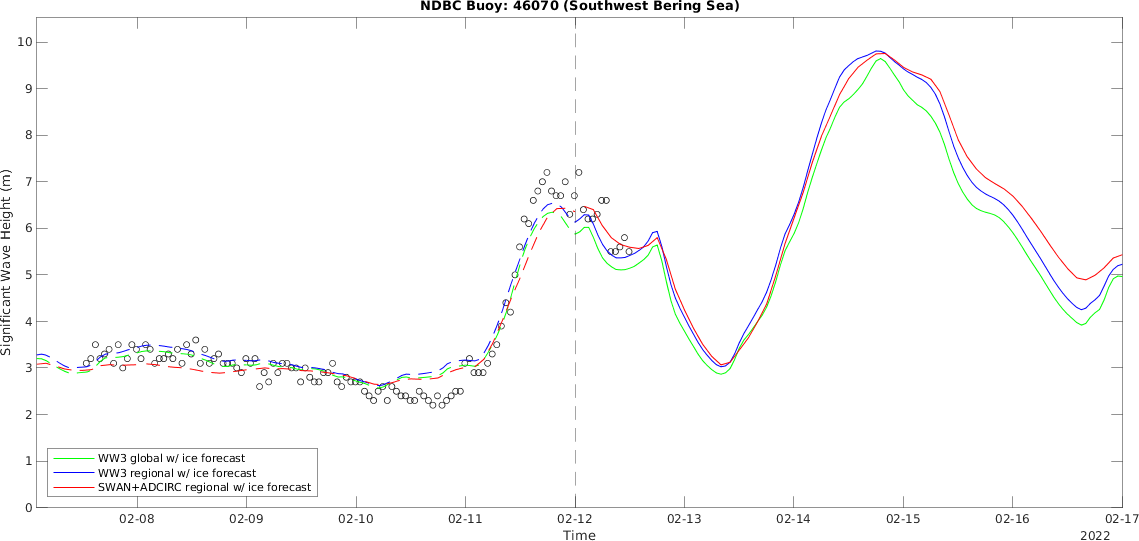 NDBC Buoy: 46070 (Southwest Bering Sea)
Significant Wave Height (m)
10
9
8
7
6
5
4
3
2
1
0
WW3 global w/ ice forecast
WW3 regional w/ ice forecast
SWAN+ADCIRC regional w/ ice forecast
02-08 02-09 02-10 02-11 02-12 02-13 02-14 02-15 02-16 02-17
Time
2022